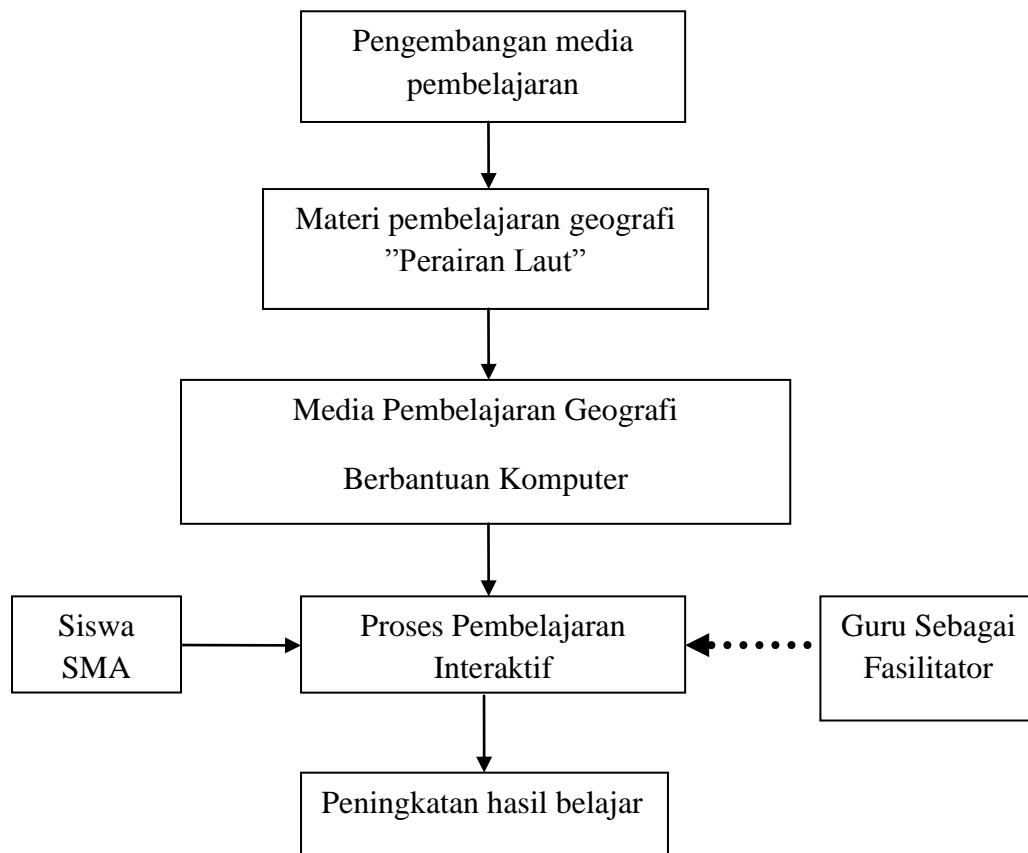 Pengembangan media
pembelajaran
Materi pembelajaran geografi
”Perairan Laut”
Media Pembelajaran Geografi
Berbantuan Komputer
Siswa
SMA
Proses Pembelajaran
Interaktif
Guru Sebagai
Fasilitator
Peningkatan hasil belajar